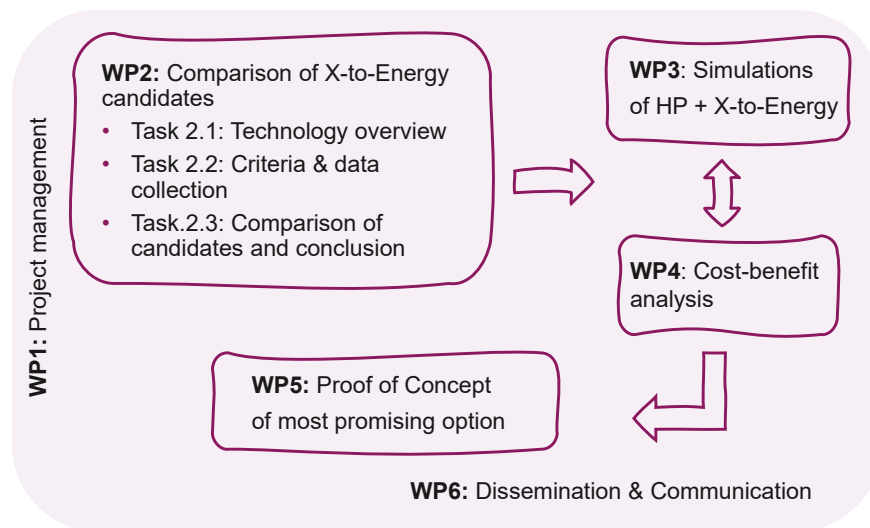 WP1: Project management
WP2: Comparison of X-to-Energy
candidates
• Task 2.1: Technology overview
• Task 2.2: Criteria & data
collection
• Task.2.3: Comparison of
candidates and conclusion
WP3: Simulations
of HP + X-to-Energy
WP4: Cost-benefit
analysis
WP5: Proof of Concept
of most promising option
WP6: Dissemination & Communication